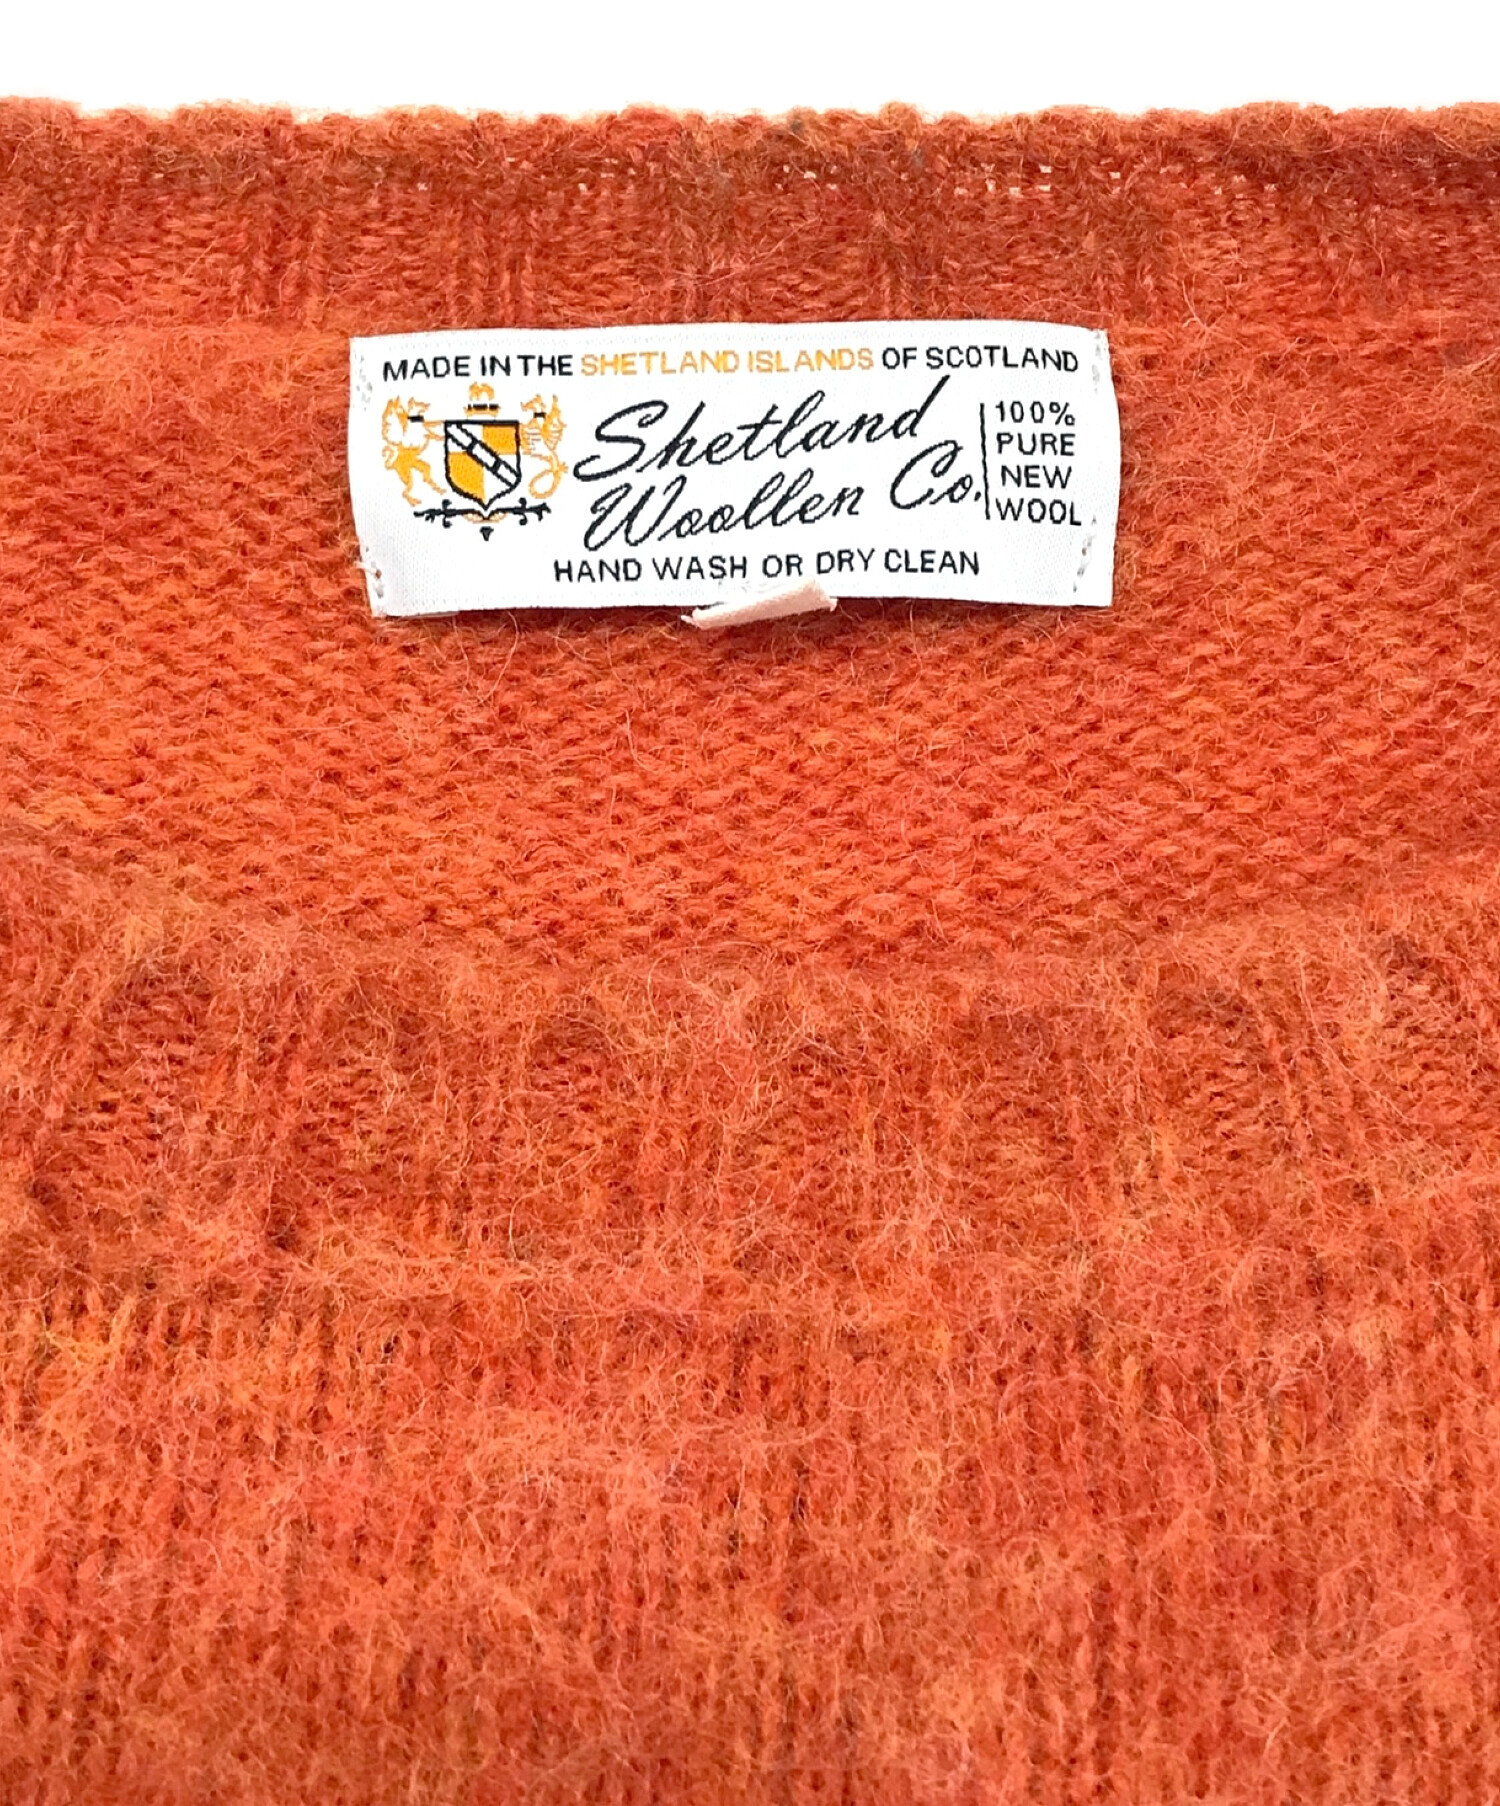 MADE IN THE SHETLAND ISLANDS OF SCOTLAND
Shetland
Woollen Co.
100%
PURE
NEW
WOOL
HAND WASH OR DRY CLEAN